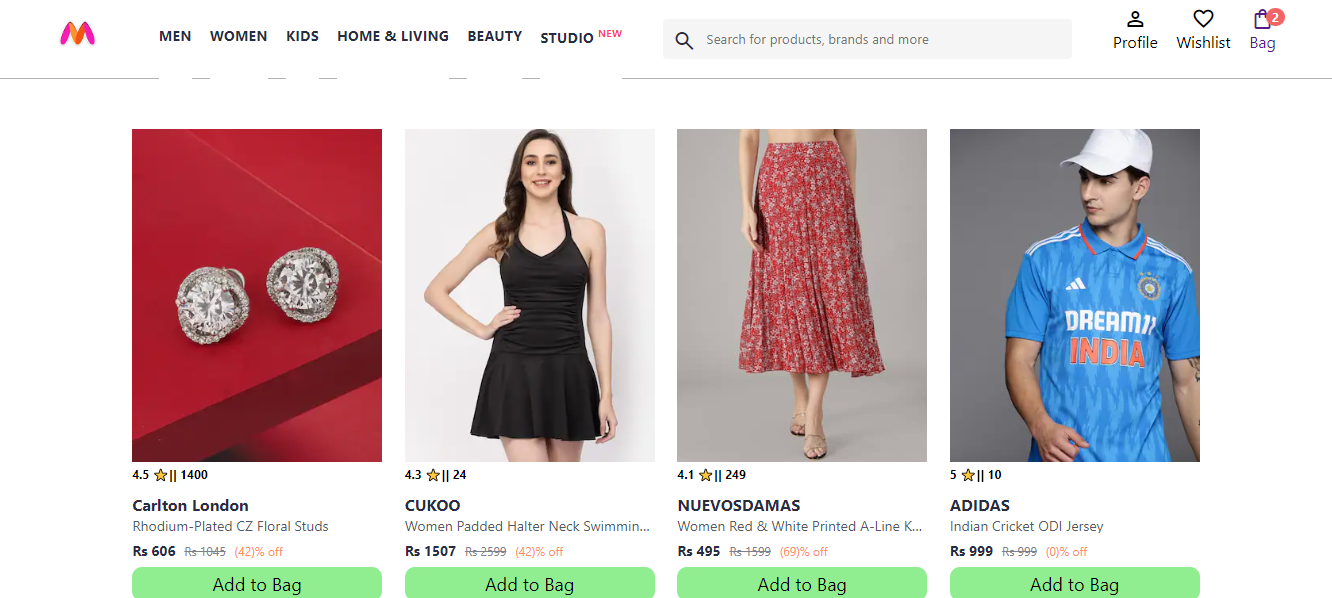 MEN WOMEN KIDS HOME & LIVING BEAUTY STUDIO NEW
Search for products, brands and more
2
Profile Wishlist Bag
DREAM11
INDIA
4.5 ⭐|| 1400
Carlton London
Rhodium-Plated CZ Floral Studs
Rs 606 Rs 1045 (42)% off
Add to Bag
4.3 ⭐|| 24
CUKOO
Women Padded Halter Neck Swimmin...
Rs 1507 Rs 2599 (42)% off
Add to Bag
4.1 ⭐|| 249
NUEVOSDAMAS
Women Red & White Printed A-Line K...
Rs 495 Rs 1599 (69)% off
Add to Bag
5 ⭐|| 10
ADIDAS
Indian Cricket ODI Jersey
Rs 999 Rs 999 (0)% off
Add to Bag